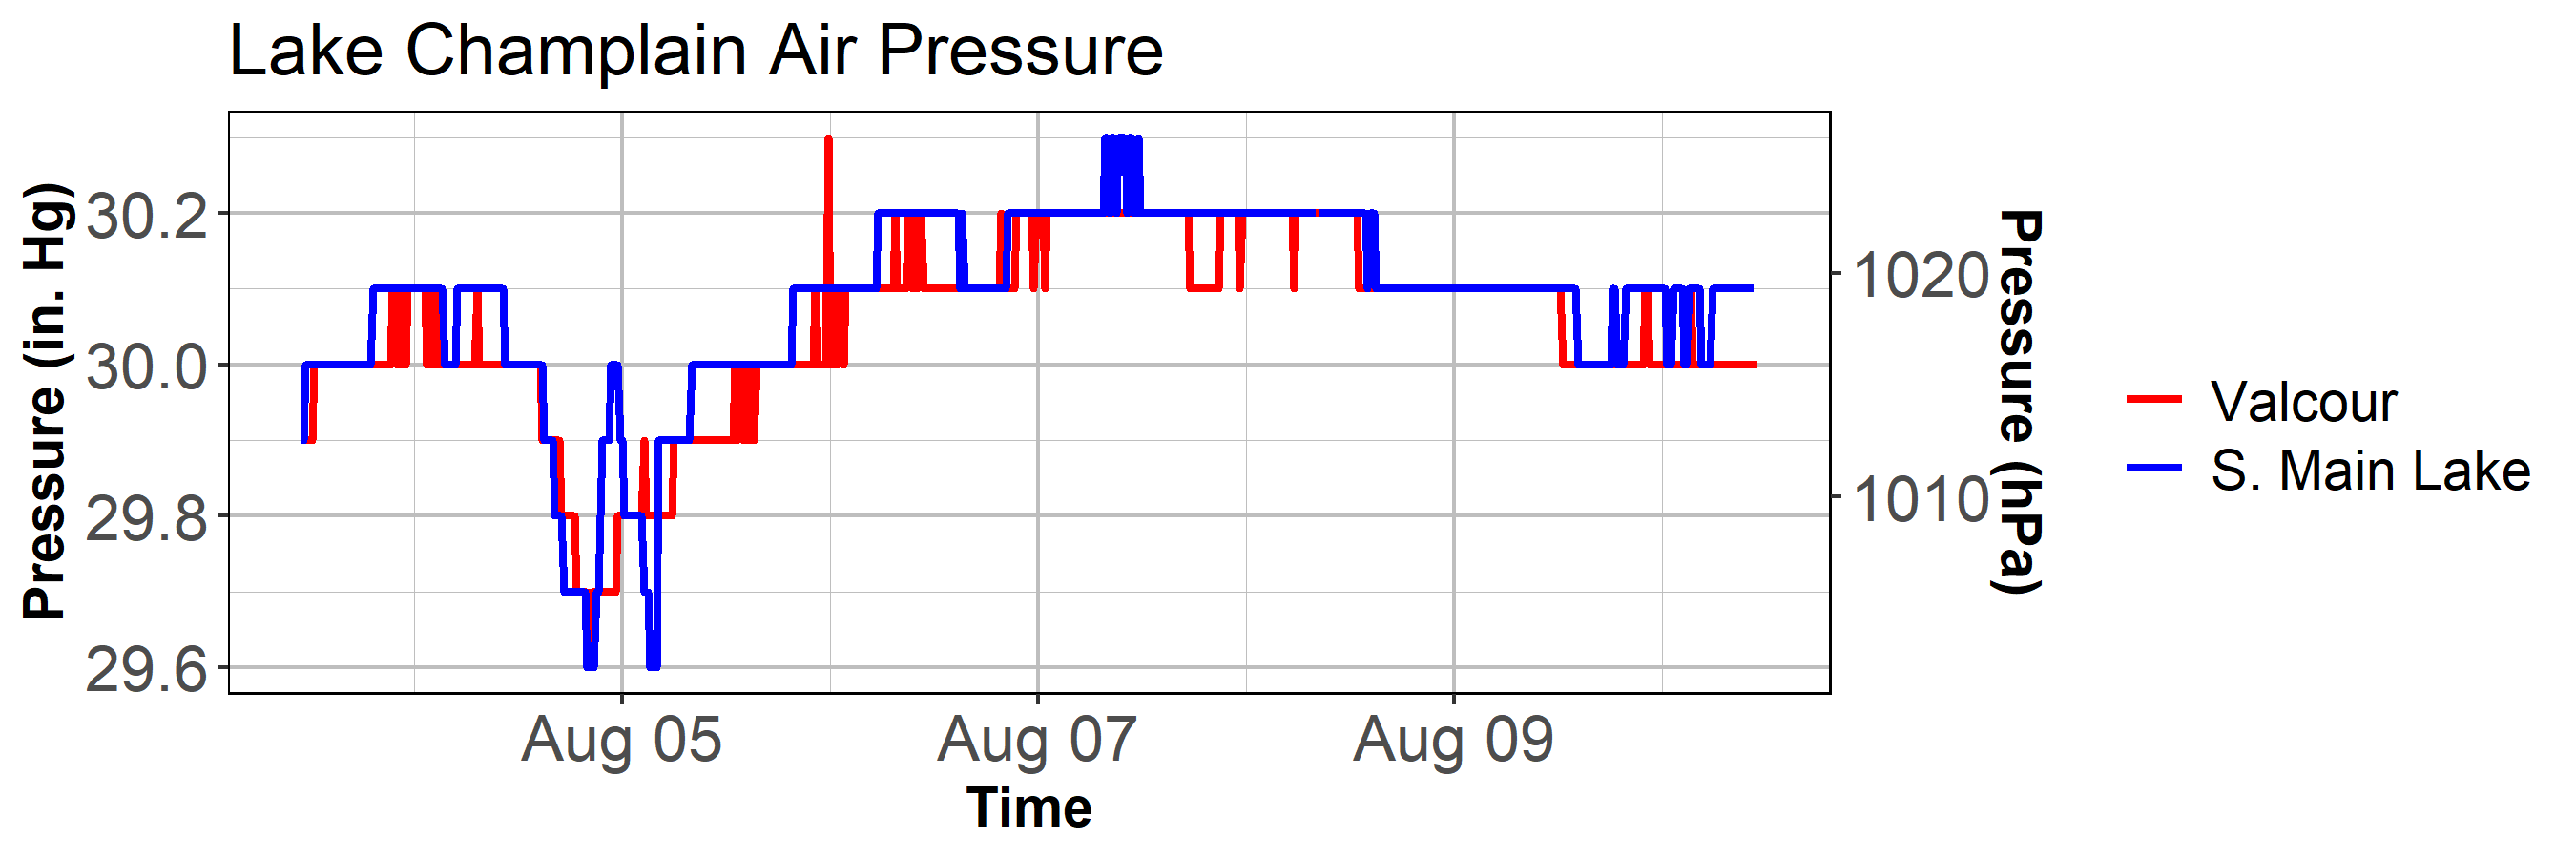 Lake Champlain Air Pressure
Pressure (in. Hg)
30.2
30.0
29.8
29.6
1020
1010
Pressure (hPa)
Valcour
S. Main Lake
Aug 05
Aug 07
Aug 09
Time